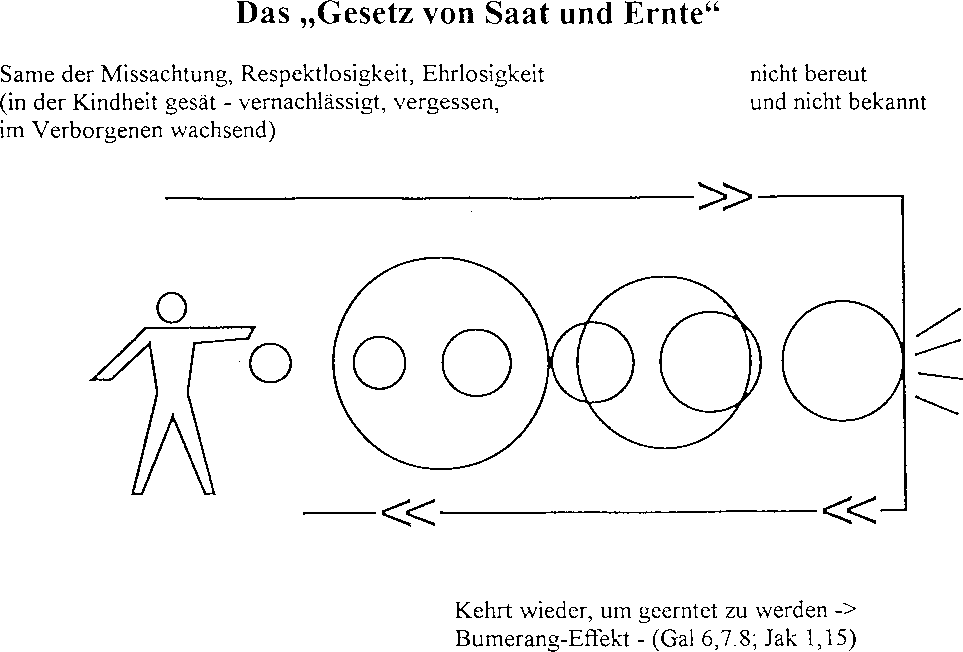 Das „Gesetz von Saat und Ernte“
Same der Missachtung, Respektlosigkeit, Ehrlosigkeit
(in der Kindheit gesät - vernachlässigt, vergessen,
im Verborgenen wachsend)
nicht bereut
und nicht bekannt
Kehrt wieder, um geerntet zu werden ->
Bumerang-Effekt - (Gal 6,7.8; Jak 1,15)